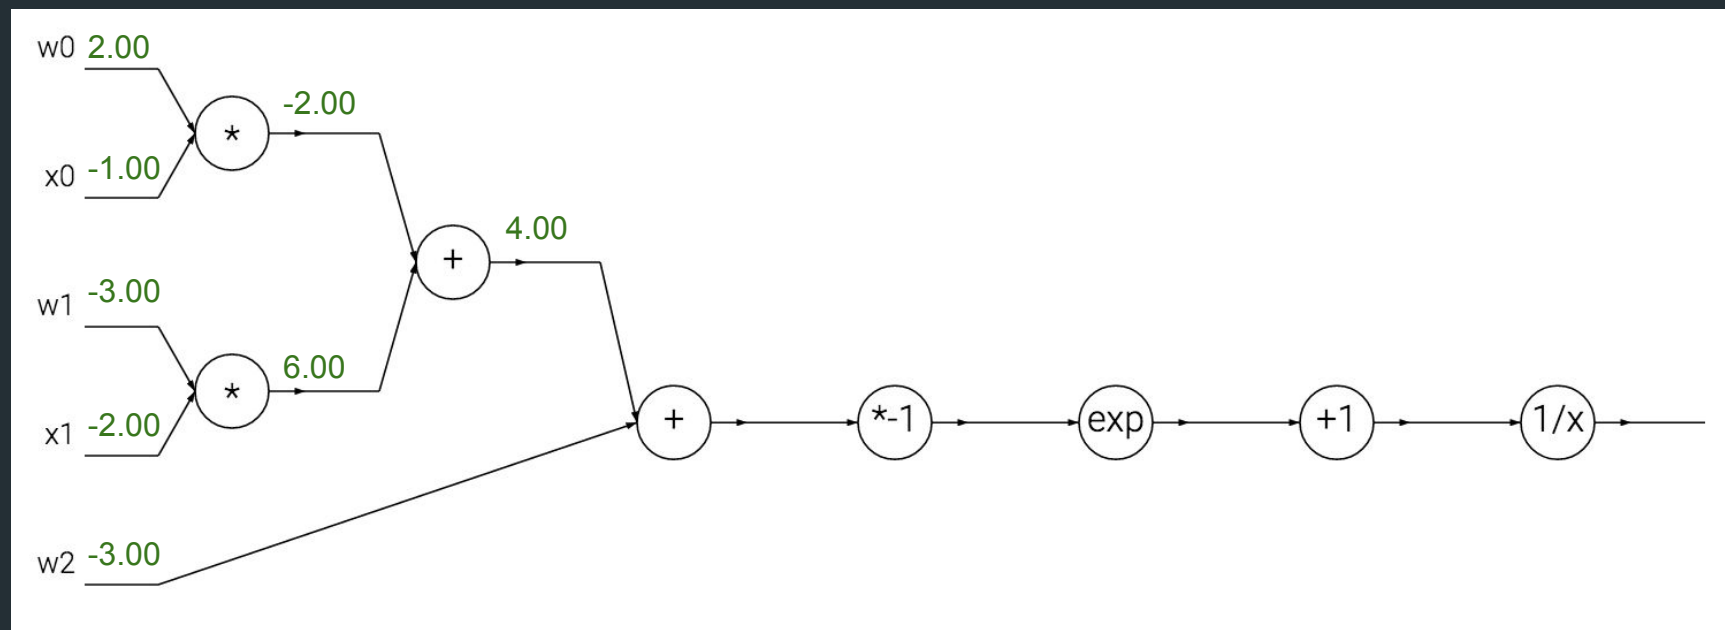 w0 2.00
* -2.00
x0 -1.00
+ 4.00
w1 -3.00
* 6.00
x1 -2.00
+ *-1 exp +1 1/x
w2 -3.00